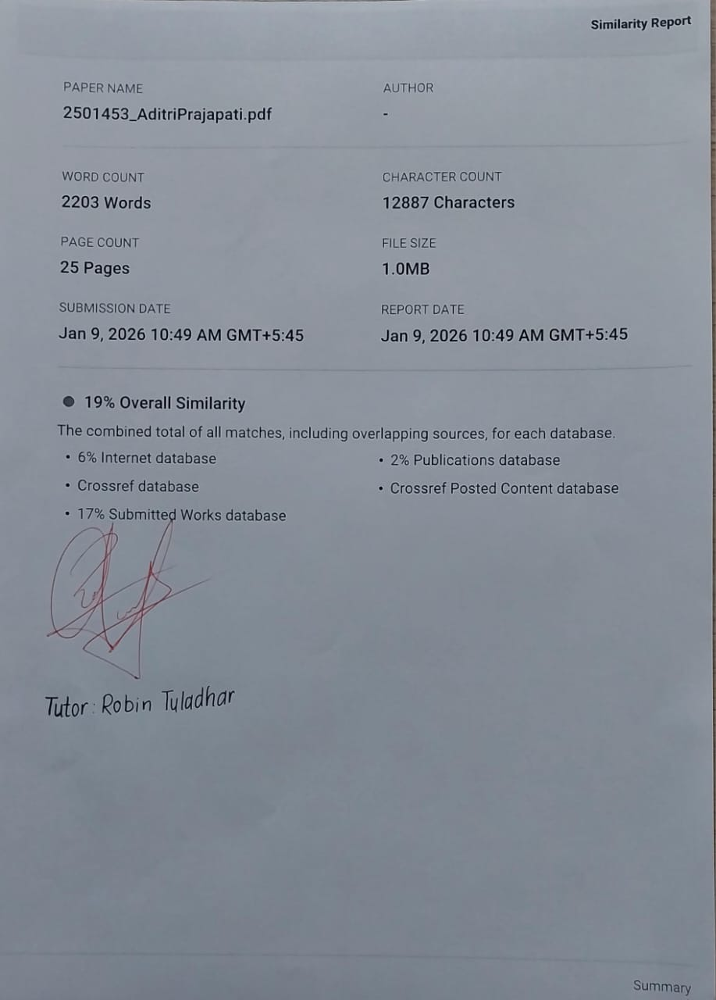 Similarity Report
PAPER NAME
2501453_AditriPrajapati.pdf
AUTHOR
-
WORD COUNT
2203 Words
CHARACTER COUNT
12887 Characters
PAGE COUNT
25 Pages
FILE SIZE
1.0MB
SUBMISSION DATE
Jan 9, 2026 10:49 AM GMT+5:45
REPORT DATE
Jan 9, 2026 10:49 AM GMT+5:45
● 19% Overall Similarity
The combined total of all matches, including overlapping sources, for each database.
• 6% Internet database
• 2% Publications database
• Crossref database
• Crossref Posted Content database
• 17% Submitted Works database
Tutor: Robin Tuladhar
Summary